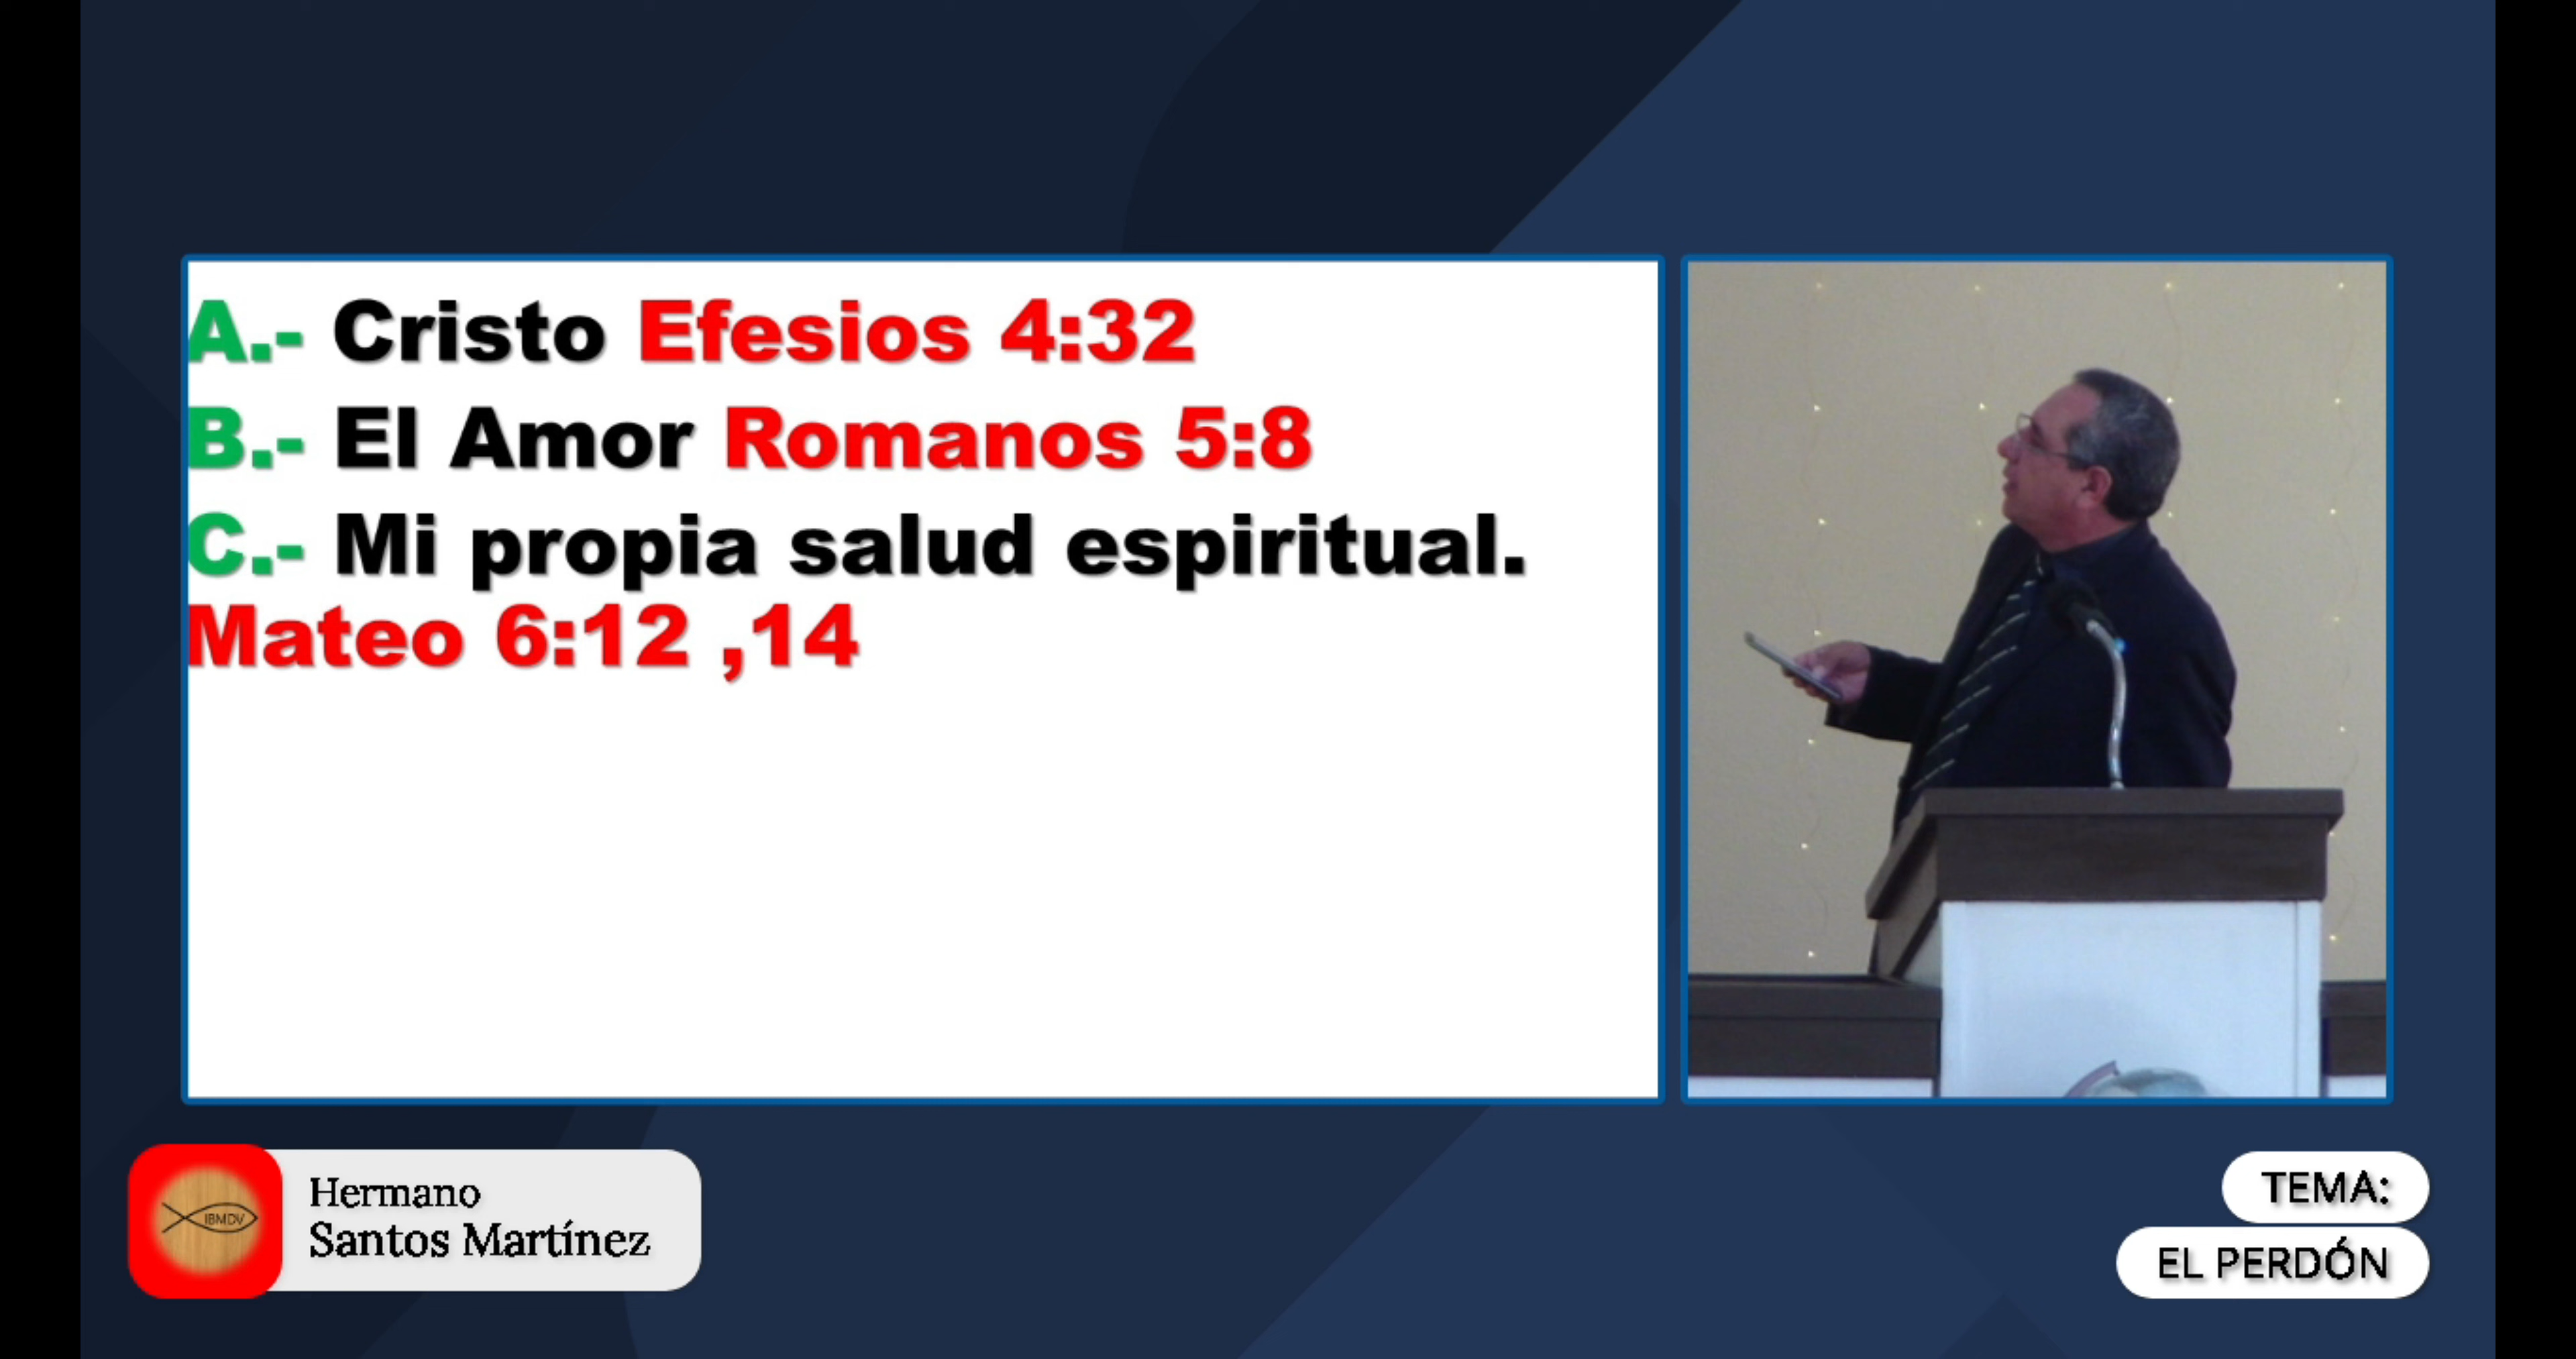 A.- Cristo Efesios 4:32
B.- El Amor Romanos 5:8
C.- Mi propia salud espiritual.
Mateo 6:12 ,14
IBMDV
Hermano
Santos Martínez
TEMA:
EL PERDÓN